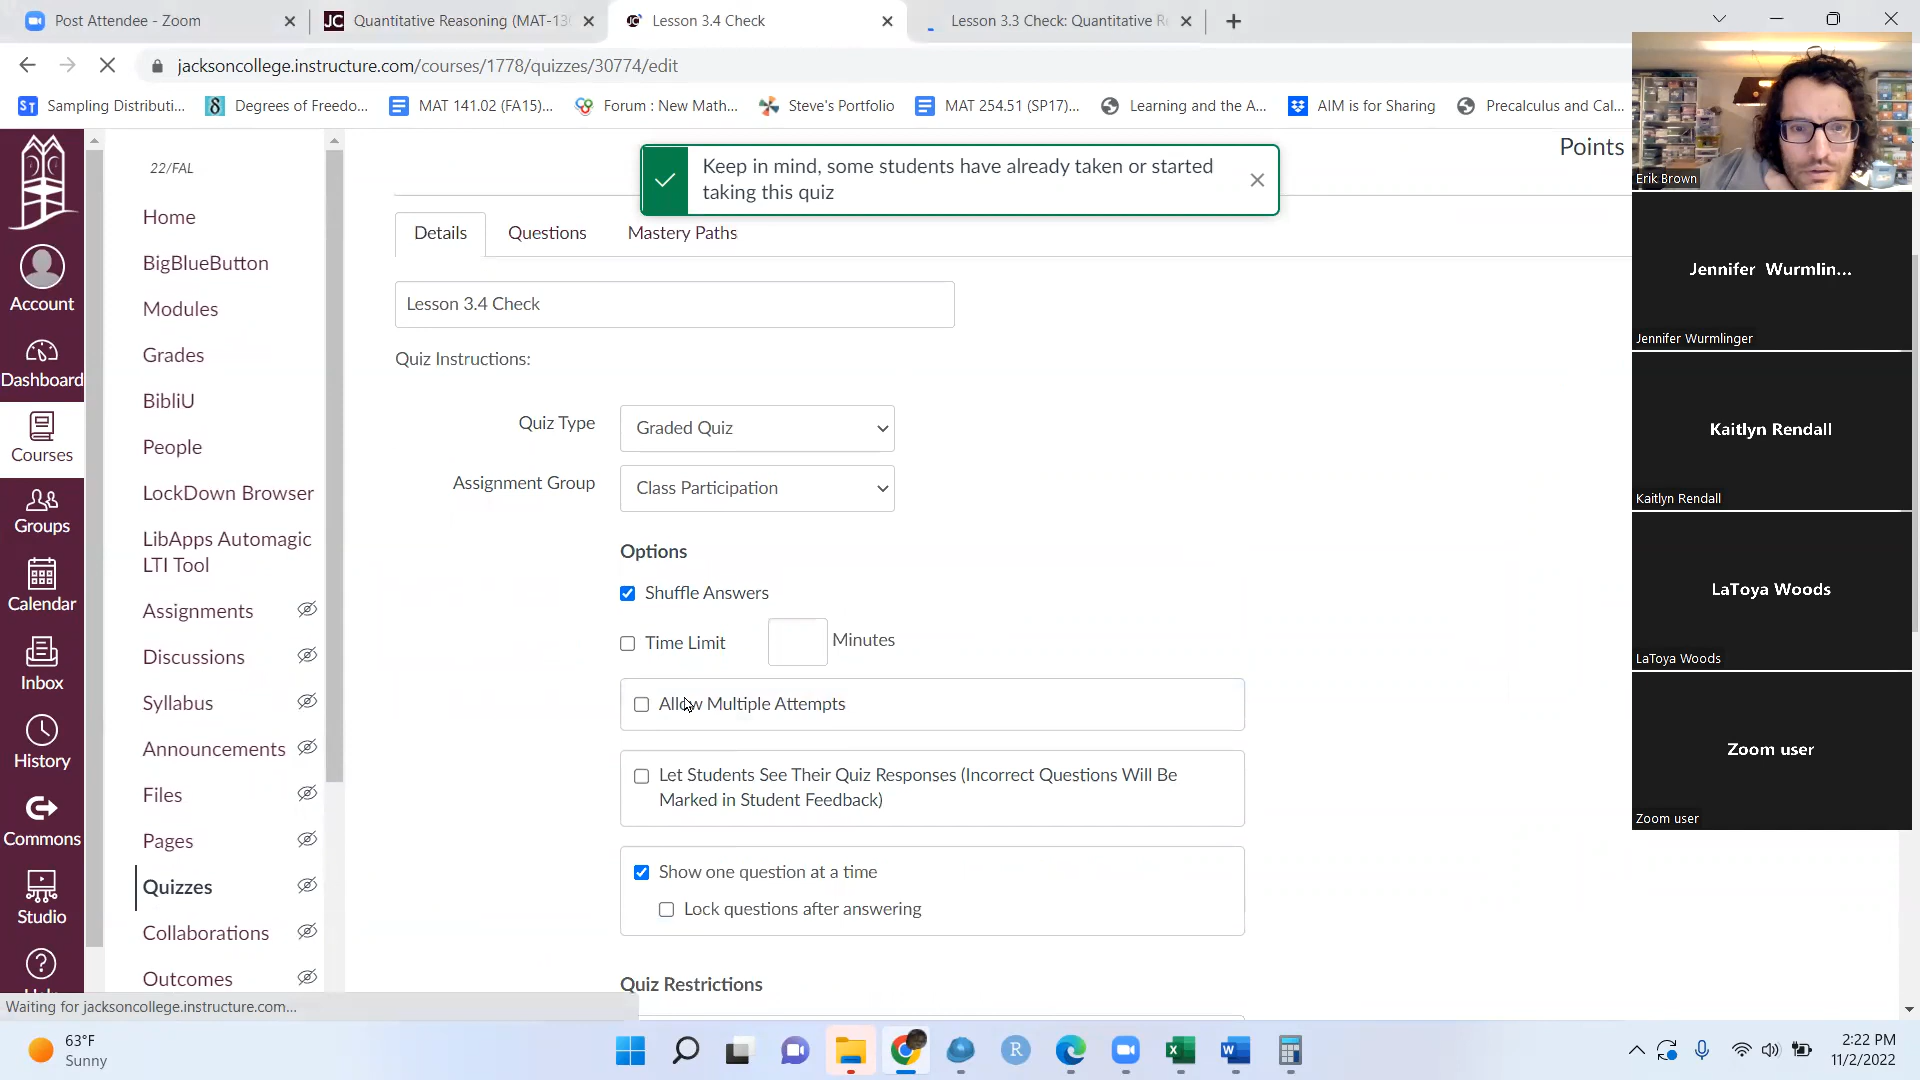 Post Attendee - Zoom
Quantitative Reasoning (MAT-130
Lesson 3.4 Check
Lesson 3.3 Check: Quantitative Re
jacksoncollege.instructure.com/courses/1778/quizzes/30774/edit
Sampling Distributi...
Degrees of Freedo...
MAT 141.02 (FA15)...
Forum : New Math...
Steve's Portfolio
MAT 254.51 (SP17)...
Learning and the A...
AIM is for Sharing
Precalculus and Cal...
22/FAL
Home
BigBlueButton
Modules
Grades
BibliU
People
LockDown Browser
LibApps Automagic
LTI Tool
Assignments
Discussions
Syllabus
Announcements
Files
Pages
Quizzes
Collaborations
Outcomes
Account
Dashboard
Courses
Groups
Calendar
Inbox
History
Commons
Studio
Points
Keep in mind, some students have already taken or started
taking this quiz
Details
Questions
Mastery Paths
Lesson 3.4 Check
Quiz Instructions:
Quiz Type
Graded Quiz
Assignment Group
Class Participation
Options
Shuffle Answers
Time Limit
Minutes
Allow Multiple Attempts
Let Students See Their Quiz Responses (Incorrect Questions Will Be
Marked in Student Feedback)
Show one question at a time
Lock questions after answering
Quiz Restrictions
Erik Brown
Jennifer Wurmlin...
Jennifer Wurmlinger
Kaitlyn Rendall
Kaitlyn Rendall
LaToya Woods
LaToya Woods
Zoom user
Zoom user
Waiting for jacksoncollege.instructure.com...
63°F
Sunny
2:22 PM
11/2/2022